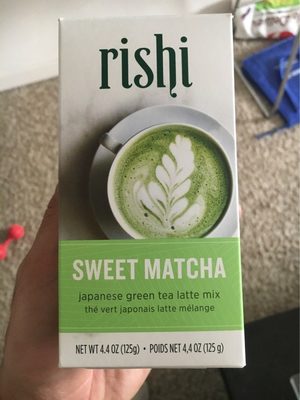 rishi
SWEET MATCHA
japanese green tea latte mix
thé vert japonais latte mélange
NET WT 4.4 OZ (125g) • POIDS NET 4,4 OZ (125 g)